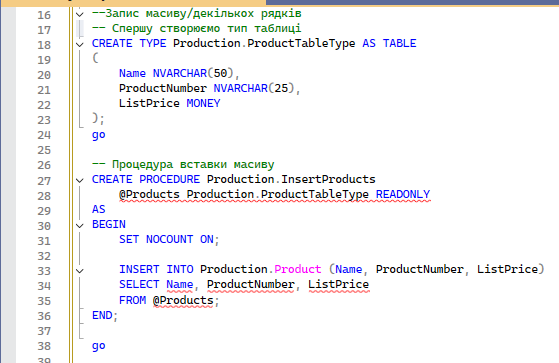 16 --Запис масиву/декількох рядків
17 -- Спершу створюємо тип таблиці
18 CREATE TYPE Production.ProductTableType AS TABLE
19 (
20 Name NVARCHAR(50),
21 ProductNumber NVARCHAR(25),
22 ListPrice MONEY
23 );
24 go
25
26 -- Процедура вставки масиву
27 CREATE PROCEDURE Production.InsertProducts
28 @Products Production.ProductTableType READONLY
29 AS
30 BEGIN
31 SET NOCOUNT ON;
32
33 INSERT INTO Production.Product (Name, ProductNumber, ListPrice)
34 SELECT Name, ProductNumber, ListPrice
35 FROM @Products;
36 END;
37
38 go
39